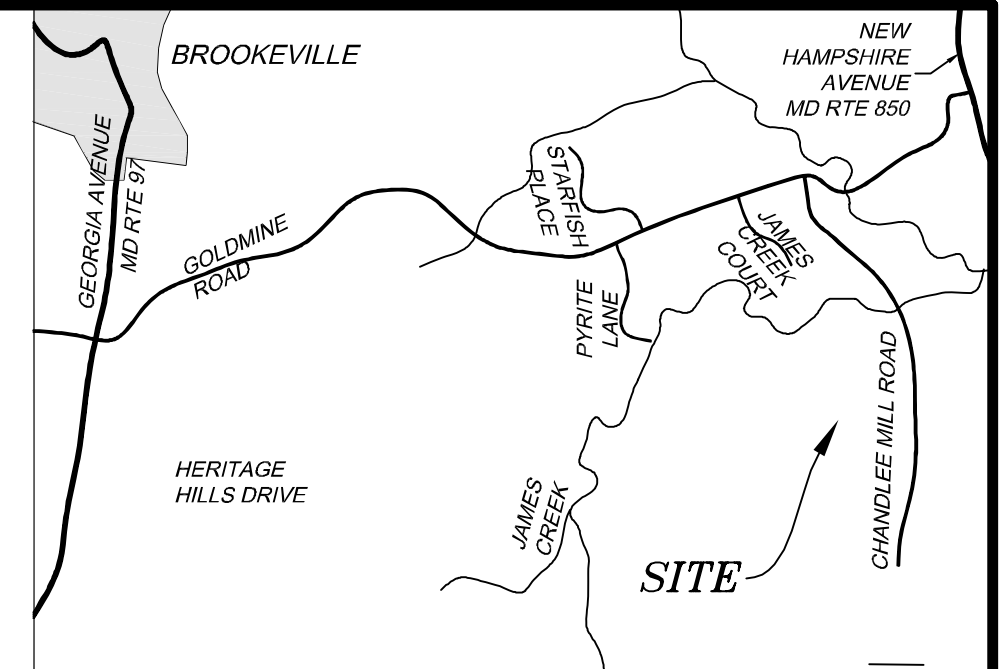 BROOKEVILLE
NEW
HAMPSHIRE
AVENUE
MD RTE 850
GEORGIA AVENUE
MD RTE 97
GOLDMINE
ROAD
STARFISH
PLACE
JAMES
CREEK
COURT
PYRITE
LANE
CHANDLEE MILL ROAD
HERITAGE
HILLS DRIVE
JAMES
CREEK
SITE